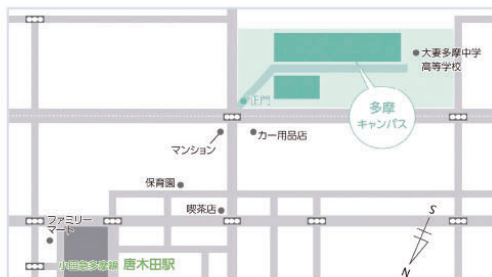 大妻多摩中学
高等学校
正門
多摩
キャンパス
マンション
カー用品店
保育園
喫茶店
ファミリー
マート
小田急多摩線 唐木田駅
S
N